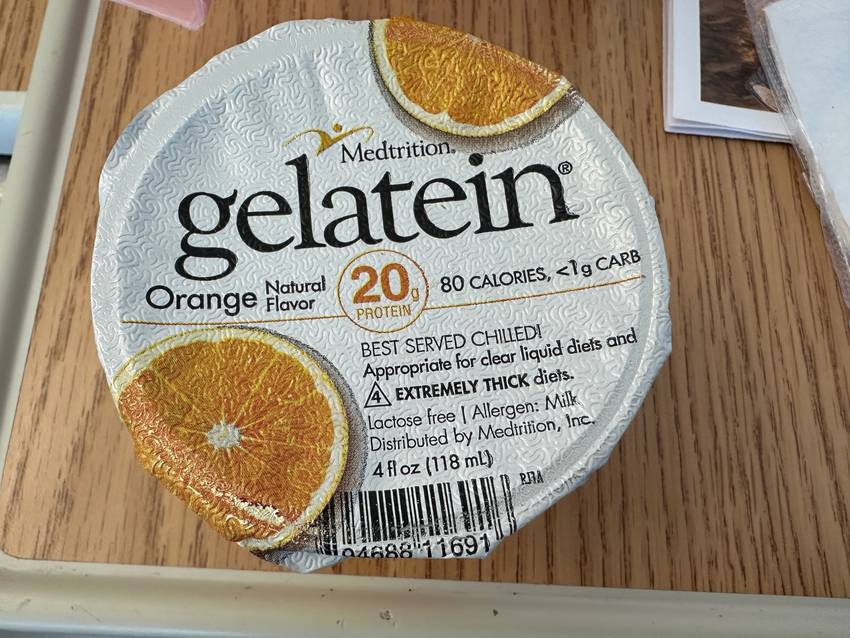 Medtrition®
gelatein®
Orange Natural Flavor
20g PROTEIN
80 CALORIES, <1g CARB
BEST SERVED CHILLED!
Appropriate for clear liquid diets and
4 EXTREMELY THICK diets.
Lactose free | Allergen: Milk
Distributed by Medtrition, Inc.
4 fl oz (118 mL)
94688 11691